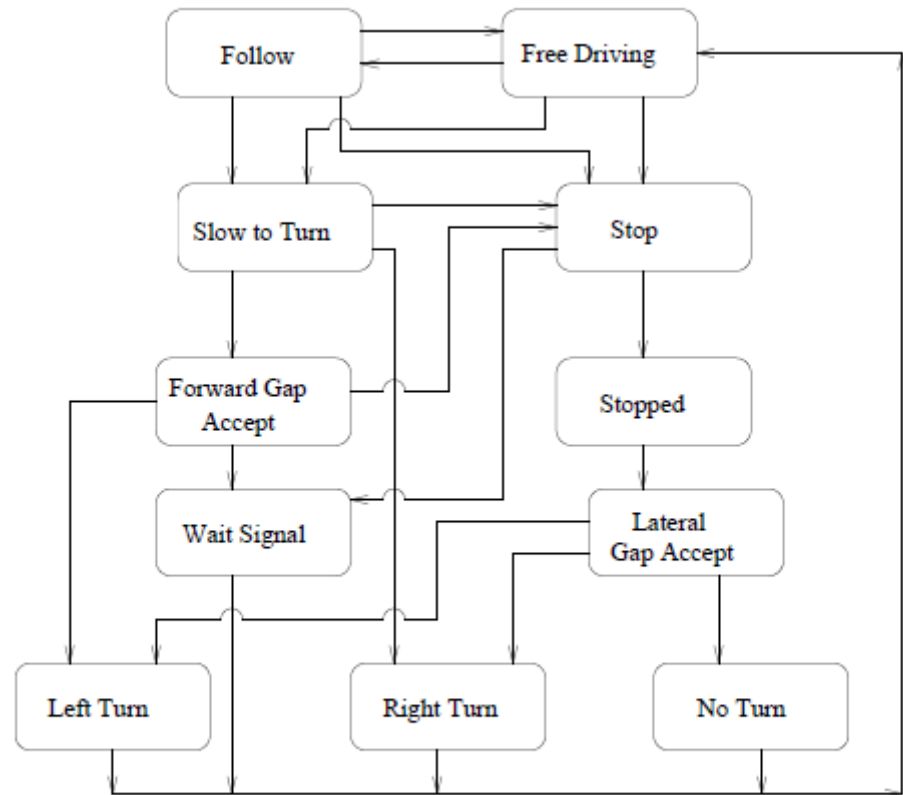 Follow
Free Driving
Slow to Turn
Stop
Forward Gap
Accept
Stopped
Wait Signal
Lateral
Gap Accept
Left Turn
Right Turn
No Turn